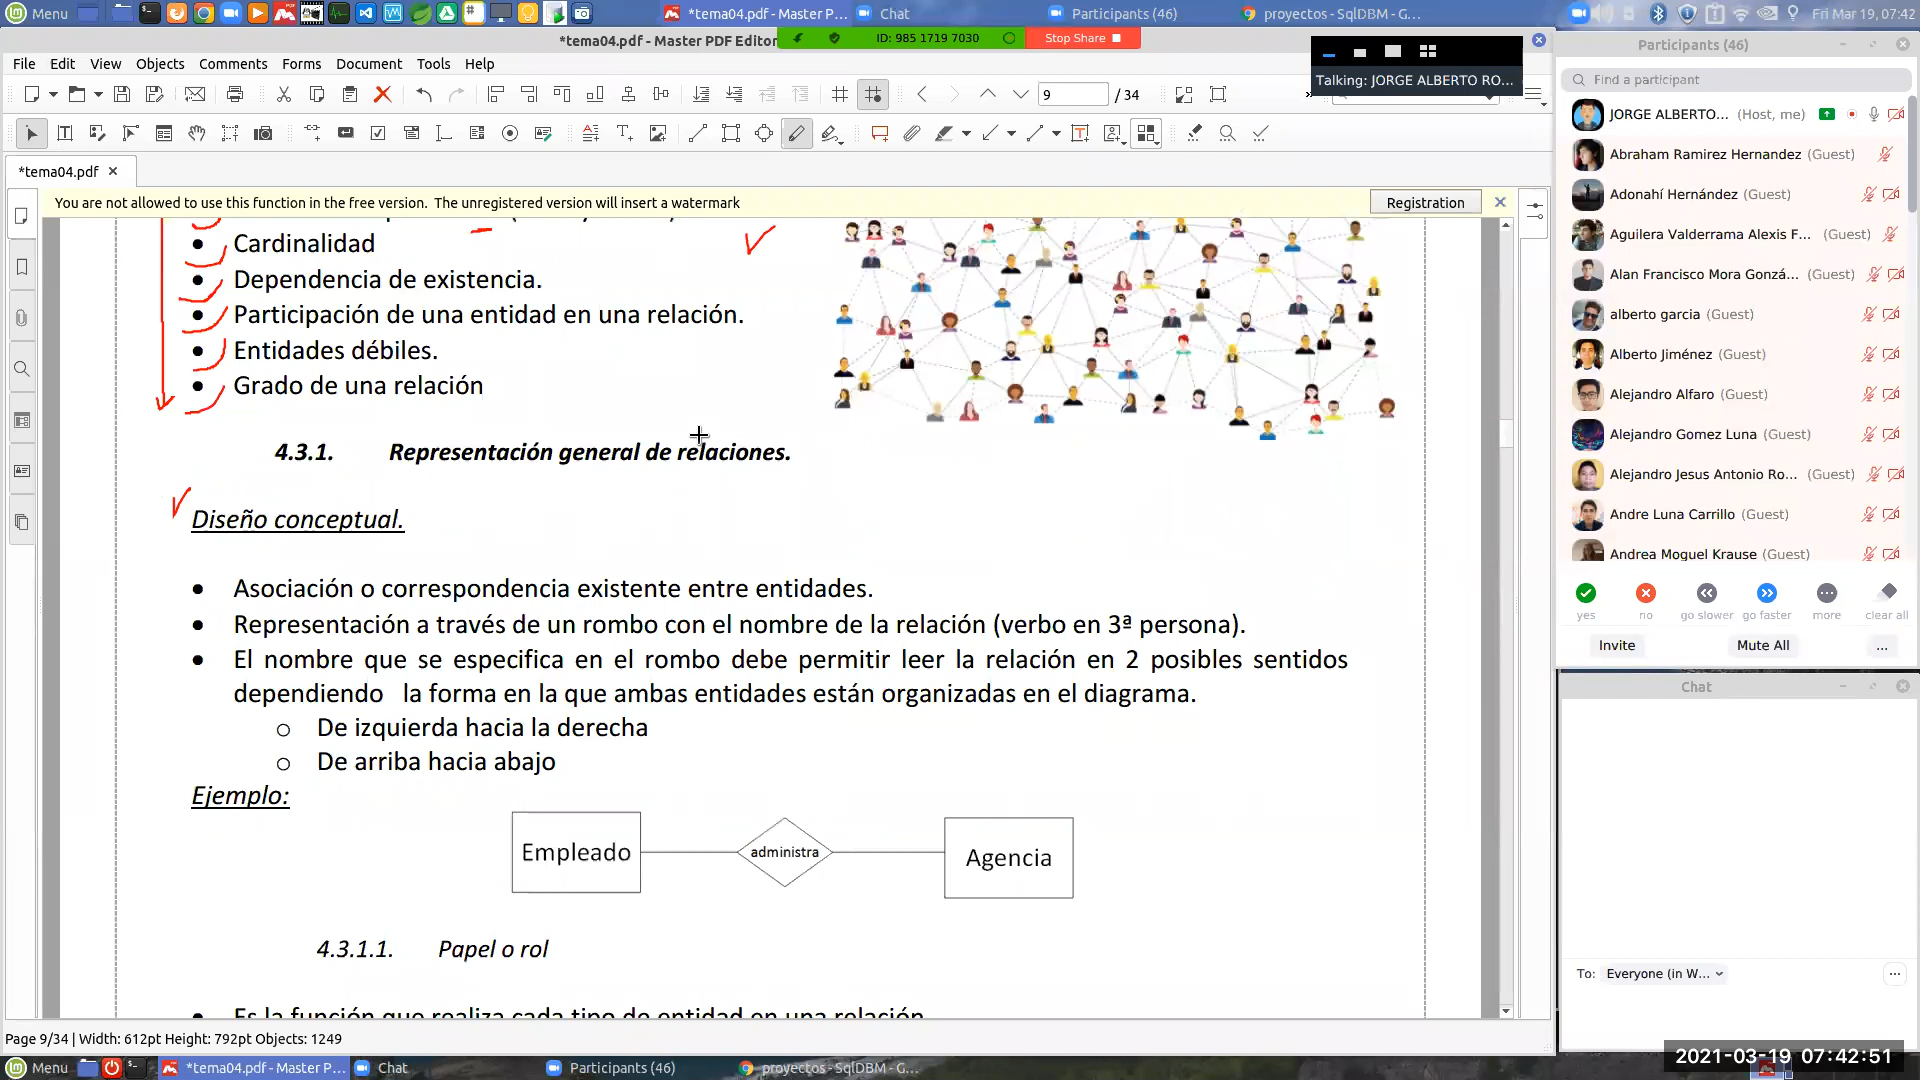 Menu
*tema04.pdf - Master P...
Chat
Participants (46)
proyectos - SqlDBM - G...
Fri Mar 19, 07:42
*tema04.pdf - Master PDF Editor
ID: 985 1719 7030
Stop Share
File Edit View Objects Comments Forms Document Tools Help
Talking: JORGE ALBERTO RO...
9 / 34
*tema04.pdf
You are not allowed to use this function in the free version. The unregistered version will insert a watermark
Registration
Cardinalidad
Dependencia de existencia.
Participación de una entidad en una relación.
Entidades débiles.
Grado de una relación
4.3.1. Representación general de relaciones.
Diseño conceptual.
Asociación o correspondencia existente entre entidades.
Representación a través de un rombo con el nombre de la relación (verbo en 3ª persona).
El nombre que se especifica en el rombo debe permitir leer la relación en 2 posibles sentidos
dependiendo la forma en la que ambas entidades están organizadas en el diagrama.
De izquierda hacia la derecha
De arriba hacia abajo
Ejemplo:
Empleado
administra
Agencia
4.3.1.1. Papel o rol
Es la función que realiza cada tipo de entidad en una relación
Page 9/34 | Width: 612pt Height: 792pt Objects: 1249
Participants (46)
Find a participant
JORGE ALBERTO... (Host, me)
Abraham Ramirez Hernandez (Guest)
Adonahí Hernández (Guest)
Aguilera Valderrama Alexis F... (Guest)
Alan Francisco Mora Gonzá... (Guest)
alberto garcia (Guest)
Alberto Jiménez (Guest)
Alejandro Alfaro (Guest)
Alejandro Gomez Luna (Guest)
Alejandro Jesus Antonio Ro... (Guest)
Andre Luna Carrillo (Guest)
Andrea Moguel Krause (Guest)
yes no go slower go faster more clear all
Invite Mute All ...
Chat
To: Everyone (in W...
Menu
*tema04.pdf - Master P...
Chat
Participants (46)
proyectos - SqlDBM - G...
2021-03-19 07:42:51